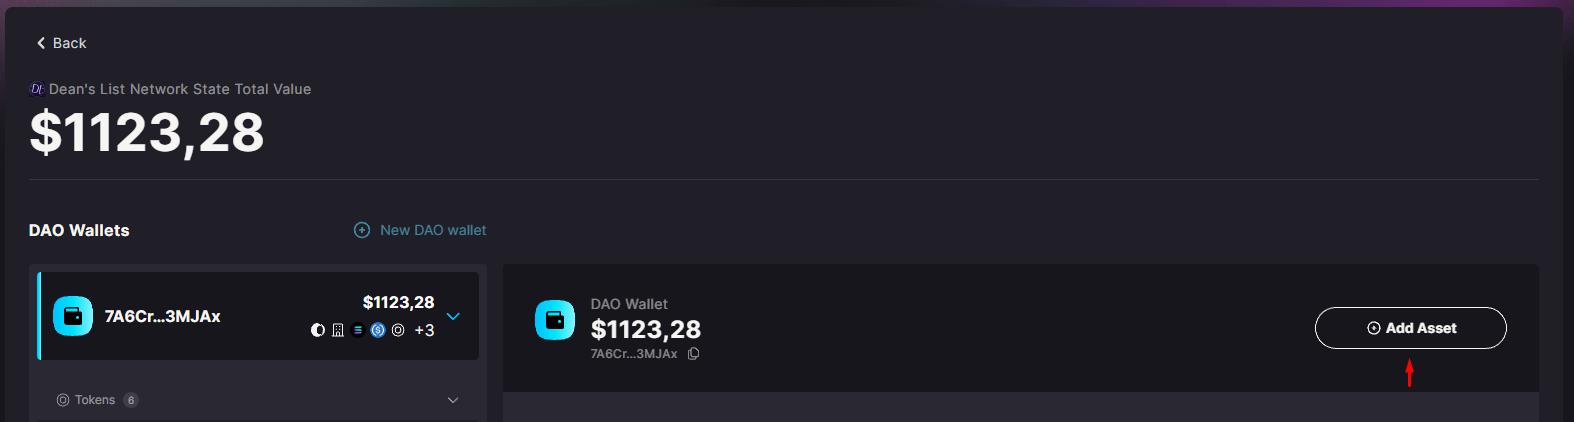 Back
DL Dean's List Network State Total Value
$1123,28
DAO Wallets
New DAO wallet
7A6Cr...3MJAx
$1123,28
+3
Tokens 6
DAO Wallet
$1123,28
7A6Cr...3MJAx
Add Asset